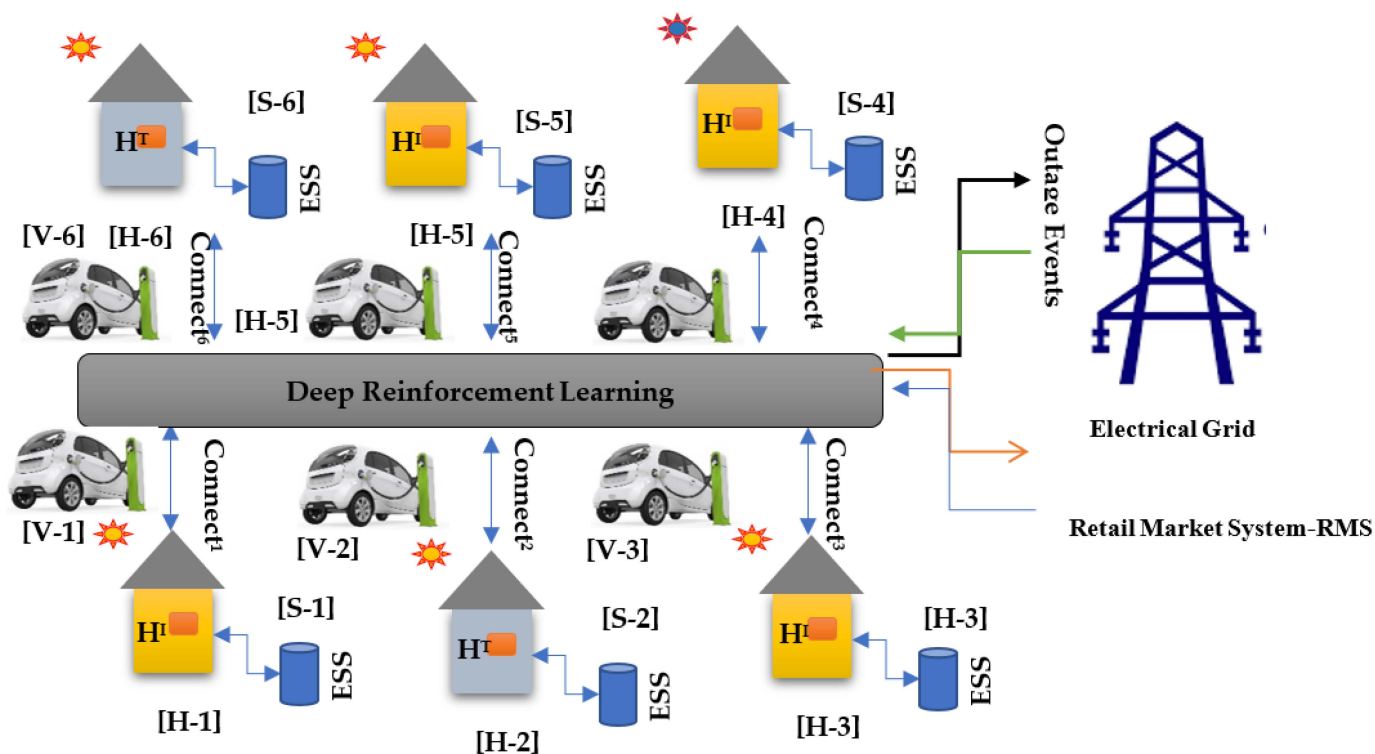 [S-6]
[S-5]
[S-4]
Hᵀ
Hᴵ
Hᴵ
ESS
ESS
ESS
[V-6]
[H-6]
[H-5]
[H-4]
Connect⁶
Connect⁵
Connect⁴
[H-5]
Outage Events
Deep Reinforcement Learning
Electrical Grid
Connect¹
Connect²
Connect³
[V-1]
[V-2]
[V-3]
Retail Market System-RMS
[S-1]
[S-2]
[H-3]
Hᴵ
Hᵀ
Hᴵ
ESS
ESS
ESS
[H-1]
[H-2]
[H-3]